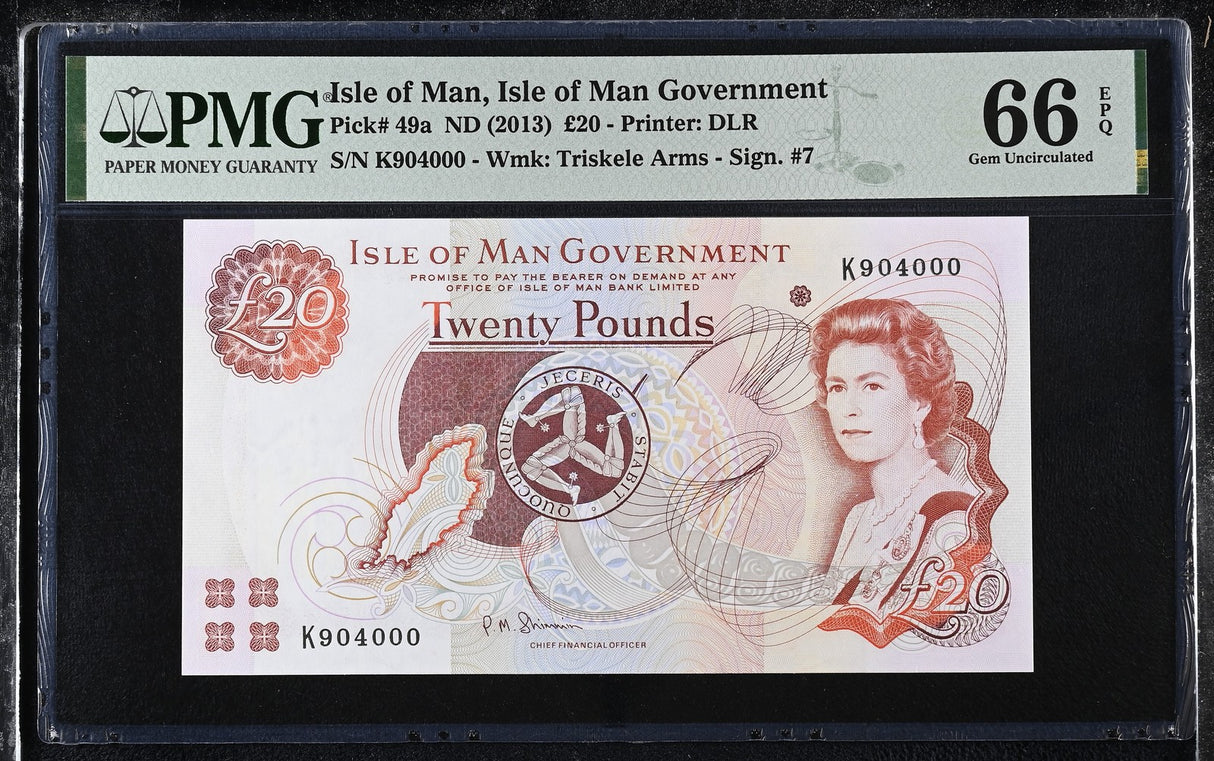 PMG®
PAPER MONEY GUARANTY
Isle of Man, Isle of Man Government
Pick# 49a ND (2013) £20 - Printer: DLR
S/N K904000 - Wmk: Triskele Arms - Sign. #7
66 EPQ
Gem Uncirculated
£20
ISLE OF MAN GOVERNMENT
PROMISE TO PAY THE BEARER ON DEMAND AT ANY
OFFICE OF ISLE OF MAN BANK LIMITED
Twenty Pounds
K904000
QUOCUNQUE JECERIS STABIT
£20
K904000
P. M. Shimmin
CHIEF FINANCIAL OFFICER